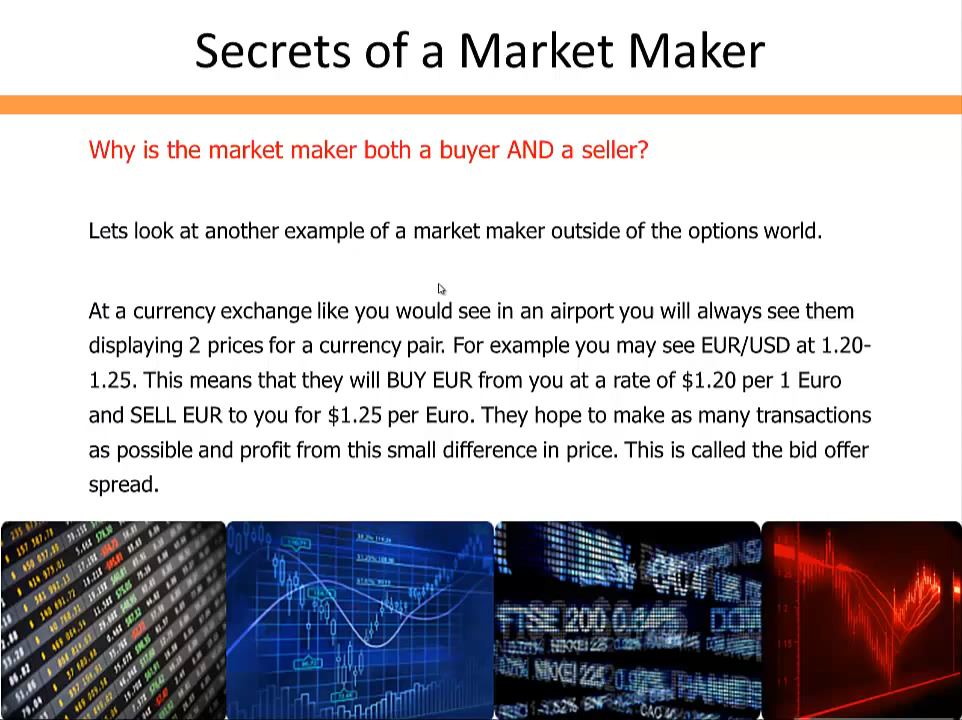 Secrets of a Market Maker
Why is the market maker both a buyer AND a seller?
Lets look at another example of a market maker outside of the options world.
At a currency exchange like you would see in an airport you will always see them
displaying 2 prices for a currency pair. For example you may see EUR/USD at 1.20-
1.25. This means that they will BUY EUR from you at a rate of $1.20 per 1 Euro
and SELL EUR to you for $1.25 per Euro. They hope to make as many transactions
as possible and profit from this small difference in price. This is called the bid offer
spread.
FTSE 200
NIKKEI 225